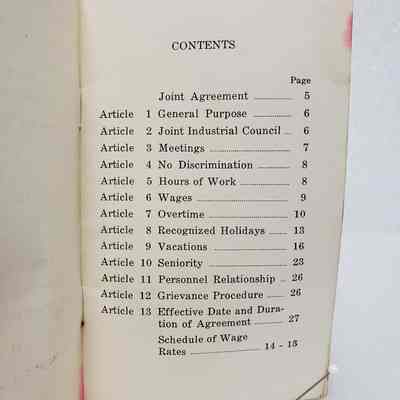 CONTENTS
Page
Joint Agreement ............ 5
Article 1 General Purpose ............ 6
Article 2 Joint Industrial Council .. 6
Article 3 Meetings ............ 7
Article 4 No Discrimination ............ 8
Article 5 Hours of Work ............ 8
Article 6 Wages ............ 9
Article 7 Overtime ............ 10
Article 8 Recognized Holidays ............ 13
Article 9 Vacations ............ 16
Article 10 Seniority ............ 23
Article 11 Personnel Relationship .. 26
Article 12 Grievance Procedure ...... 26
Article 13 Effective Date and Dura-
tion of Agreement ............ 27
Schedule of Wage
Rates ............ 14 - 15